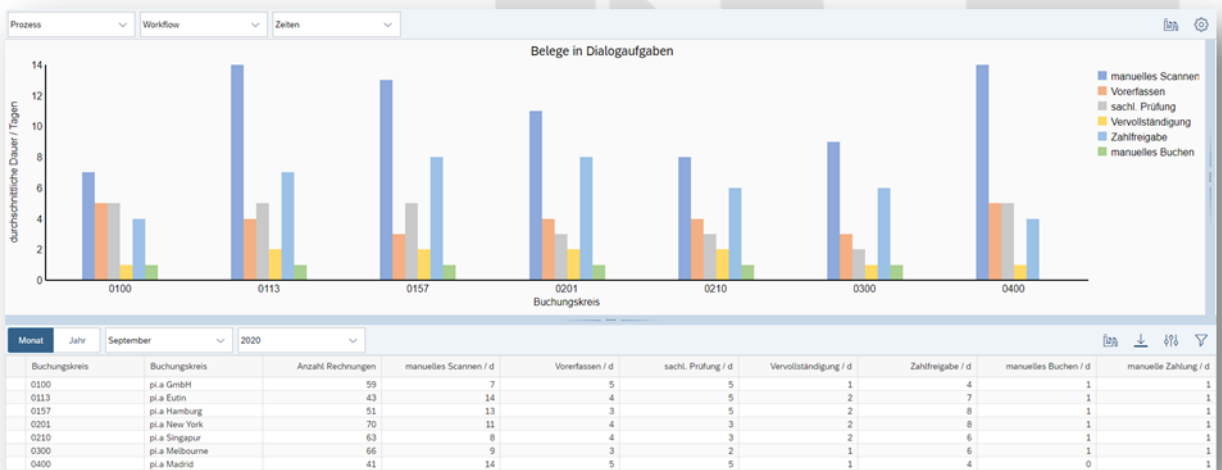 Prozess Workflow Zeiten
Belege in Dialogaufgaben
durchschnittliche Dauer / Tagen
14
12
10
8
6
4
2
0
manuelles Scannen
Vorerfassen
sachl. Prüfung
Vervollständigung
Zahlfreigabe
manuelles Buchen
0100 0113 0157 0201 0210 0300 0400
Buchungskreis
Monat Jahr September 2020
Buchungskreis Buchungskreis Anzahl Rechnungen manuelles Scannen / d Vorerfassen / d sachl. Prüfung / d Vervollständigung / d Zahlfreigabe / d manuelles Buchen / d manuelle Zahlung / d
0100 pi.a GmbH 59 7 5 5 1 4 1 1
0113 pi.a Eutin 43 14 4 5 2 7 1 1
0157 pi.a Hamburg 51 13 3 5 2 8 1 1
0201 pi.a New York 70 11 4 3 2 8 1 1
0210 pi.a Singapur 63 8 4 3 2 6 1 1
0300 pi.a Melbourne 66 9 3 2 1 6 1 1
0400 pi.a Madrid 41 14 5 5 1 4 0 1